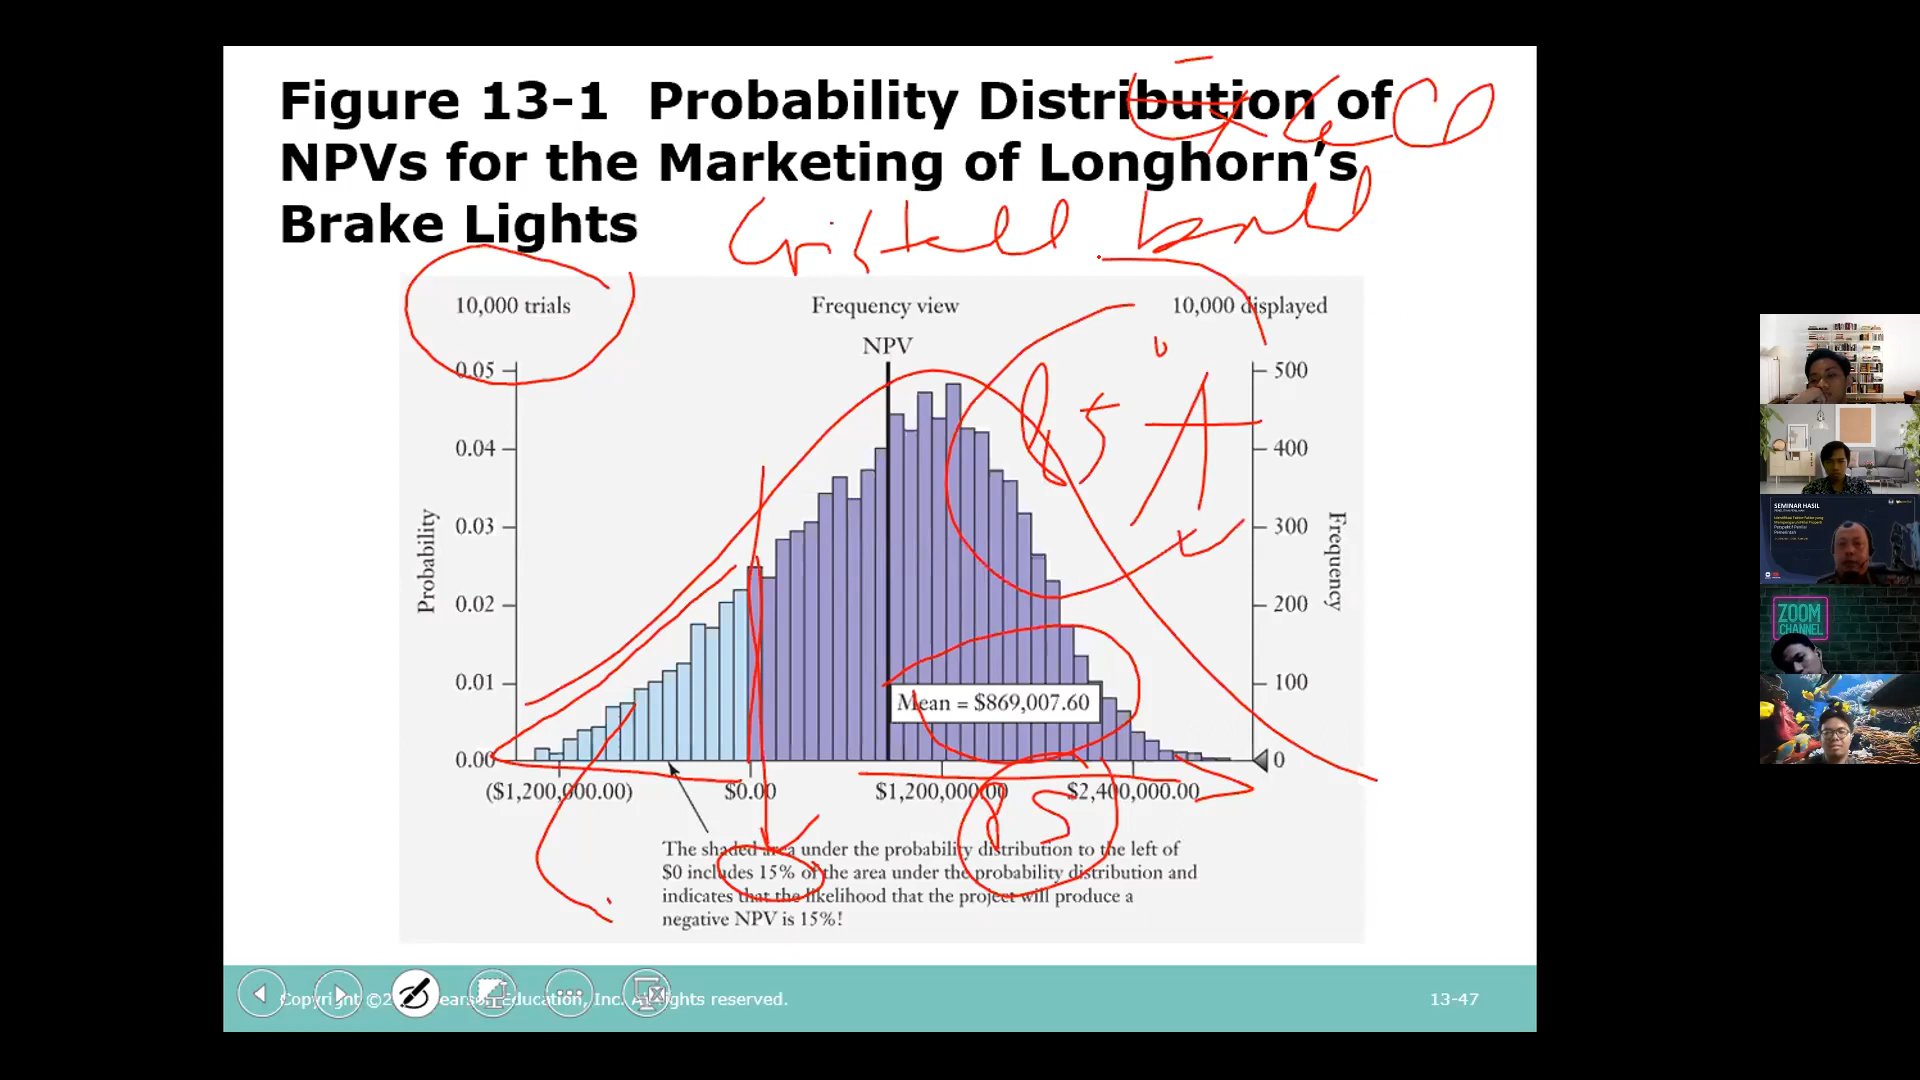 Figure 13-1 Probability Distribution of
NPVs for the Marketing of Longhorn's
Brake Lights
10,000 trials
Frequency view
10,000 displayed
NPV
0.05
0.04
0.03
0.02
0.01
0.00
Probability
500
400
300
200
100
0
Frequency
85
Mean = $869,007.60
($1,200,000.00)
$0.00
$1,200,000.00
$2,400,000.00
85
The shaded area under the probability distribution to the left of
$0 includes 15% of the area under the probability distribution and
indicates that the likelihood that the project will produce a
negative NPV is 15%!
Education, Inc. All rights reserved.
13-47
SEMINAR HASIL
ZOOM
CHANNEL